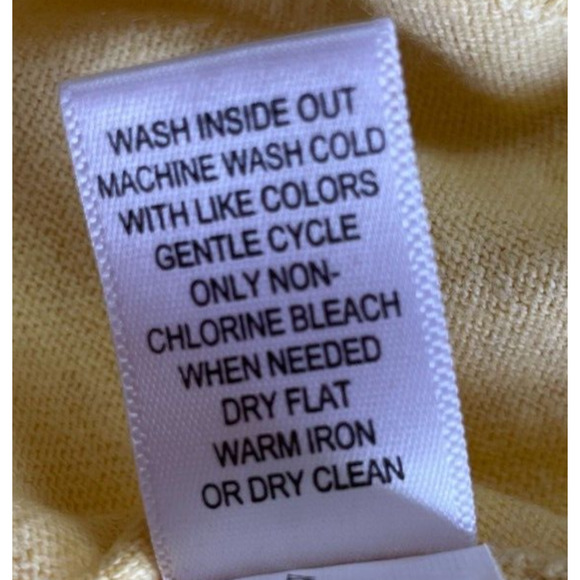 WASH INSIDE OUT
MACHINE WASH COLD
WITH LIKE COLORS
GENTLE CYCLE
ONLY NON-
CHLORINE BLEACH
WHEN NEEDED
DRY FLAT
WARM IRON
OR DRY CLEAN